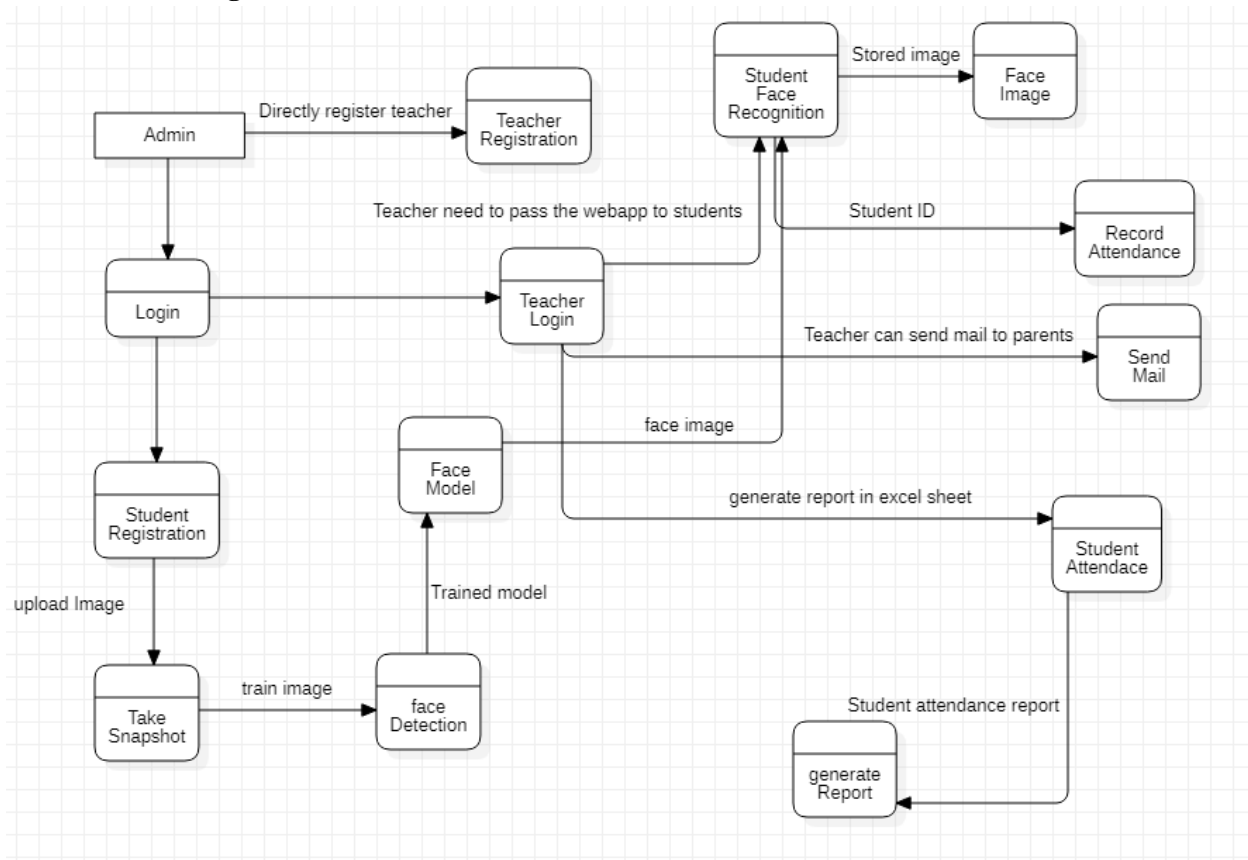 Stored image
Student
Face
Recognition
Face
Image
Directly register teacher
Admin
Teacher
Registration
Teacher need to pass the webapp to students
Student ID
Record
Attendance
Login
Teacher
Login
Teacher can send mail to parents
Send
Mail
face image
Face
Model
generate report in excel sheet
Student
Registration
Student
Attendace
upload Image
Trained model
train image
face
Detection
Take
Snapshot
Student attendance report
generate
Report